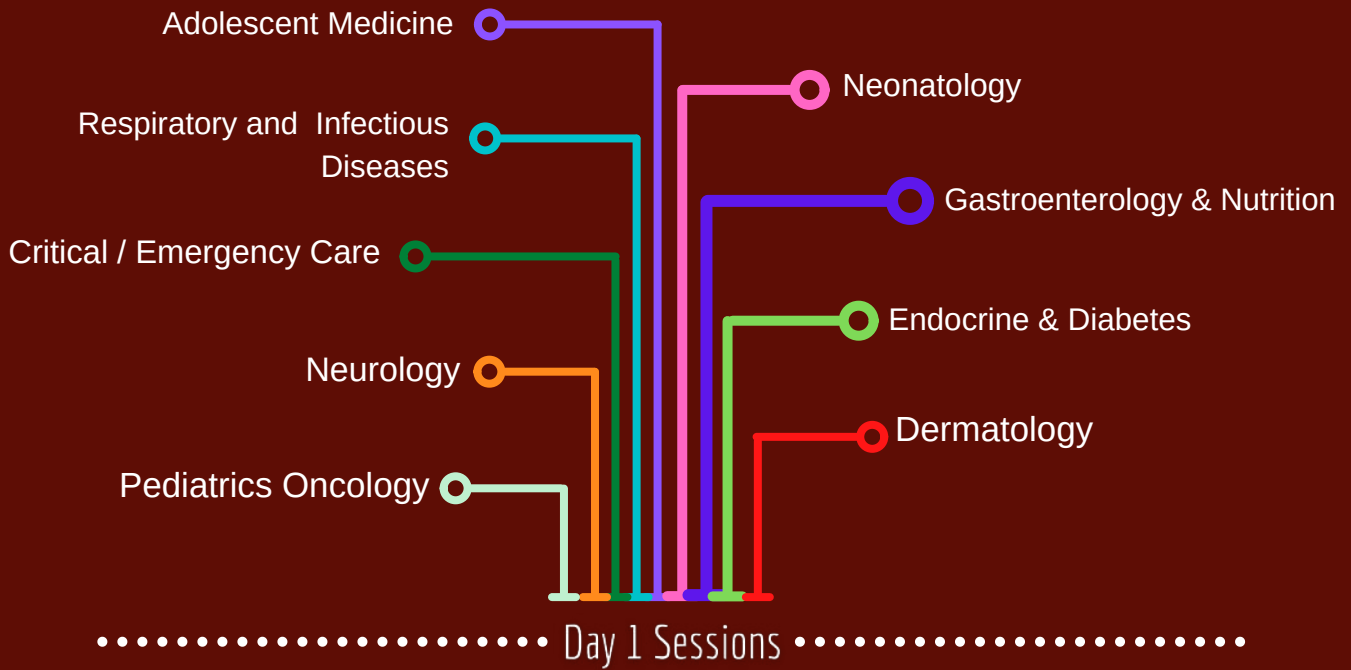 Adolescent Medicine
Neonatology
Respiratory and  Infectious
Diseases
Gastroenterology & Nutrition
Critical / Emergency Care
Endocrine & Diabetes
Neurology
Dermatology
Pediatrics Oncology
Day 1 Sessions